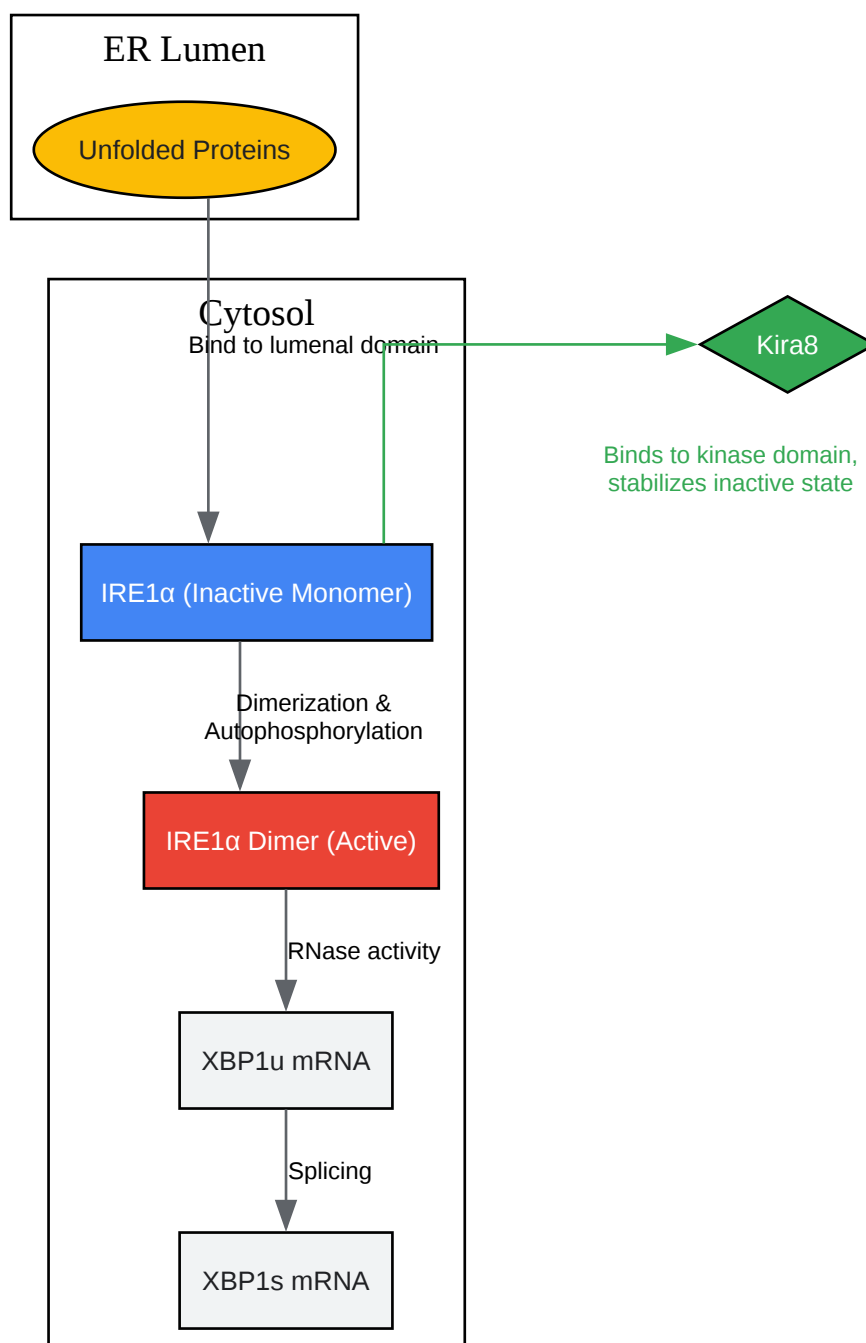 ER Lumen
Unfolded Proteins
Cytosol
Bind to lumenal domain
Kira8
Binds to kinase domain,
stabilizes inactive state
IRE1α (Inactive Monomer)
Dimerization &
Autophosphorylation
IRE1α Dimer (Active)
RNase activity
XBP1u mRNA
Splicing
XBP1s mRNA